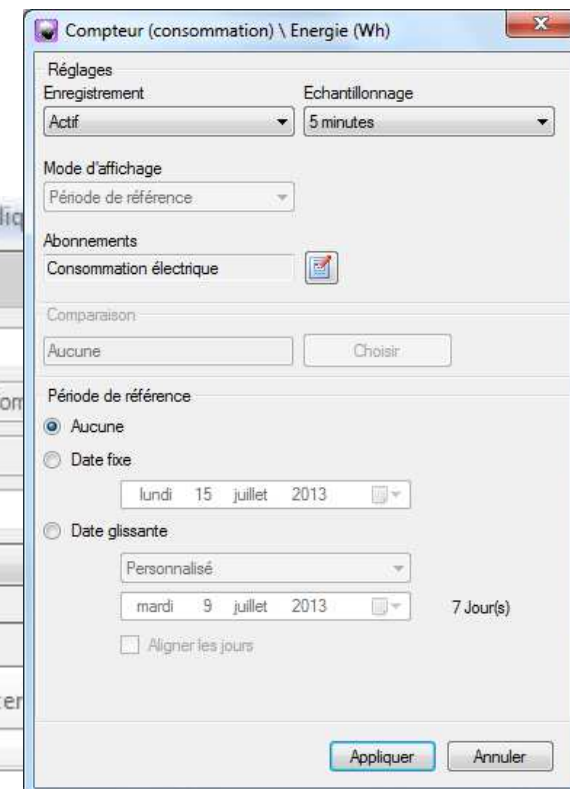 Compteur (consommation) \ Energie (Wh)
Réglages
Enregistrement Echantillonnage
Actif 5 minutes
Mode d'affichage
Période de référence
Abonnements
Consommation électrique
Comparaison
Aucune Choisir
Période de référence
Aucune
Date fixe
lundi 15 juillet 2013
Date glissante
Personnalisé
mardi 9 juillet 2013 7 Jour(s)
Aligner les jours
Appliquer Annuler